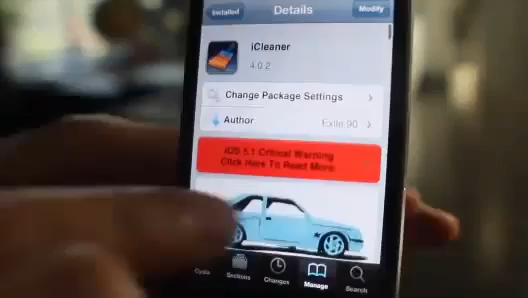 Installed
Details
Modify
iCleaner
4.0.2
Change Package Settings
Author
Exile.90
iOS 5.1 Critical Warning
Click Here To Read More
Cydia
Sections
Changes
Manage
Search